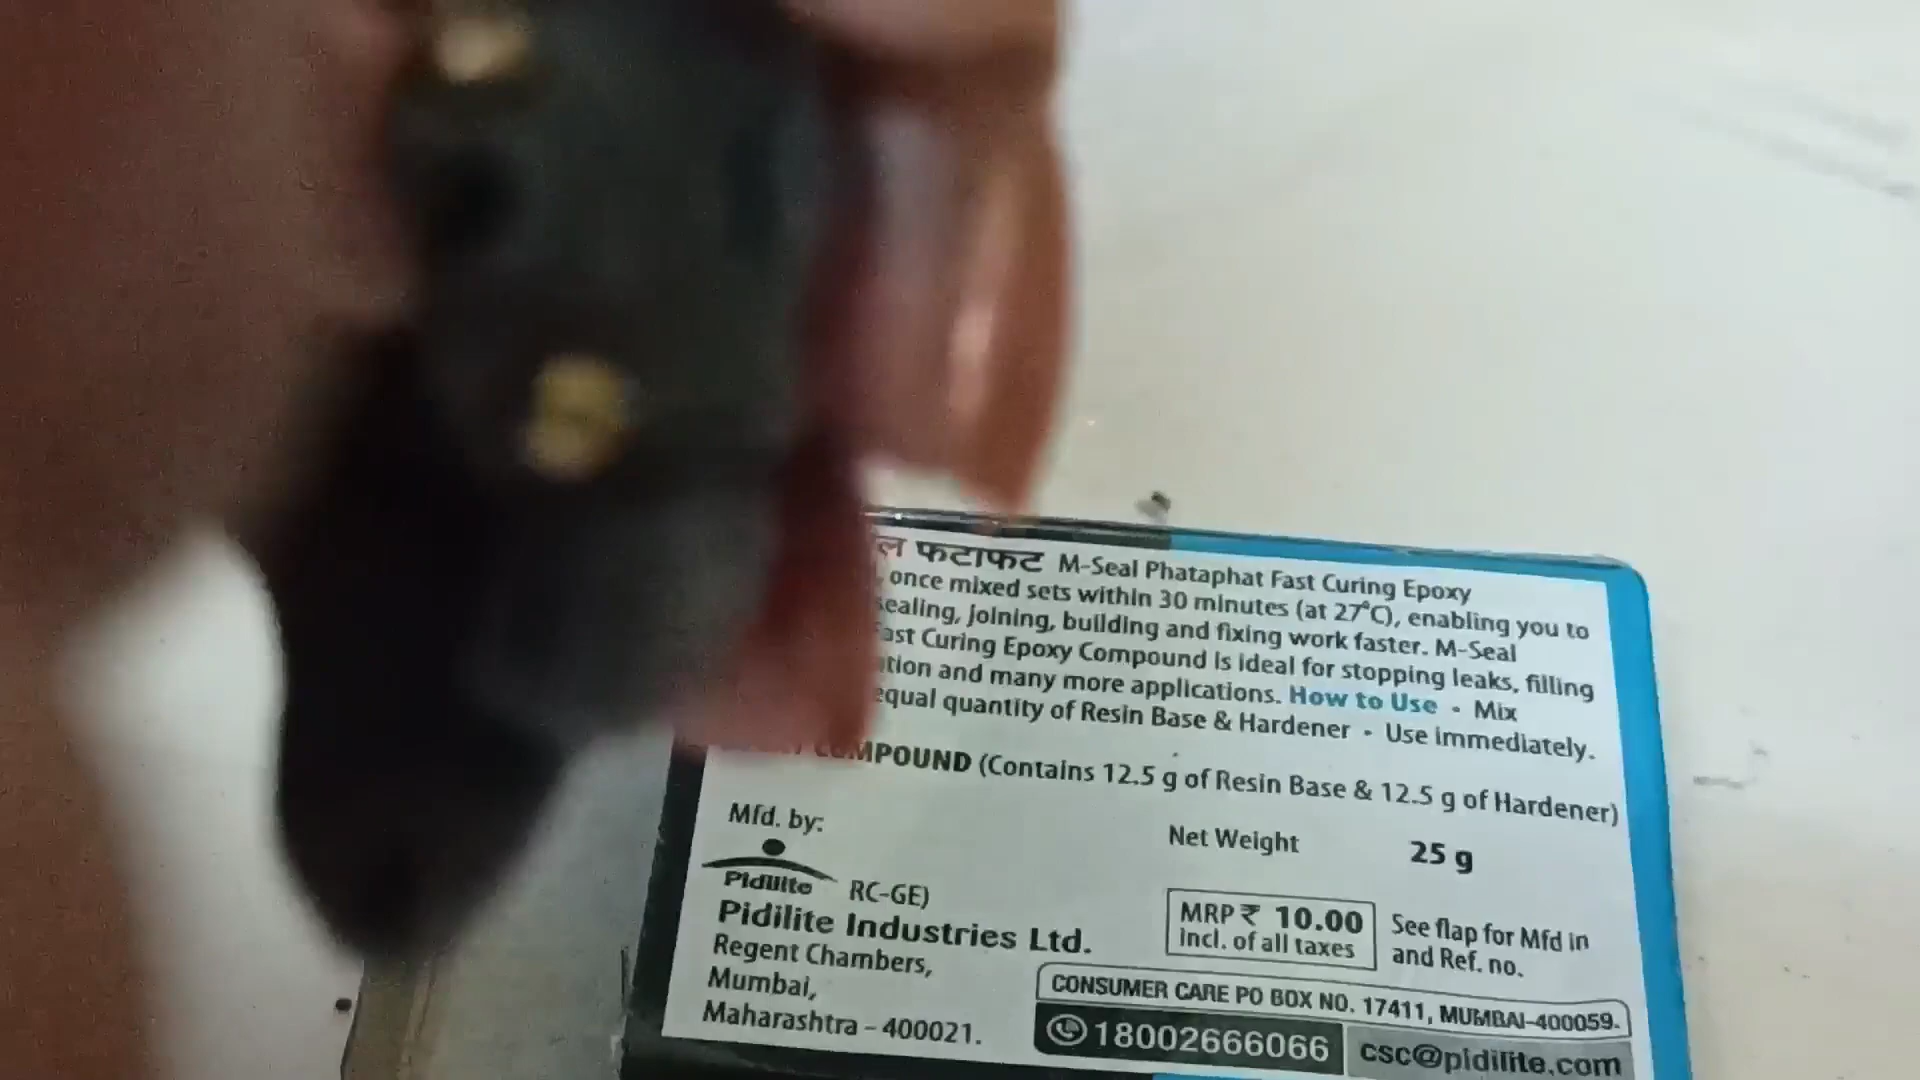 फटाफट M-Seal Phataphat Fast Curing Epoxy
once mixed sets within 30 minutes (at 27°C), enabling you to
sealing, joining, building and fixing work faster. M-Seal
Fast Curing Epoxy Compound is ideal for stopping leaks, filling
and many more applications. How to Use • Mix
equal quantity of Resin Base & Hardener • Use immediately.
COMPOUND (Contains 12.5 g of Resin Base & 12.5 g of Hardener)
Mfd. by:
Net Weight 25 g
Pidilite RC-GE)
Pidilite Industries Ltd.
Regent Chambers,
Mumbai,
Maharashtra - 400021.
MRP ₹ 10.00
incl. of all taxes
See flap for Mfd in
and Ref. no.
CONSUMER CARE PO BOX NO. 17411, MUMBAI-400059.
18002666066
csc@pidilite.com